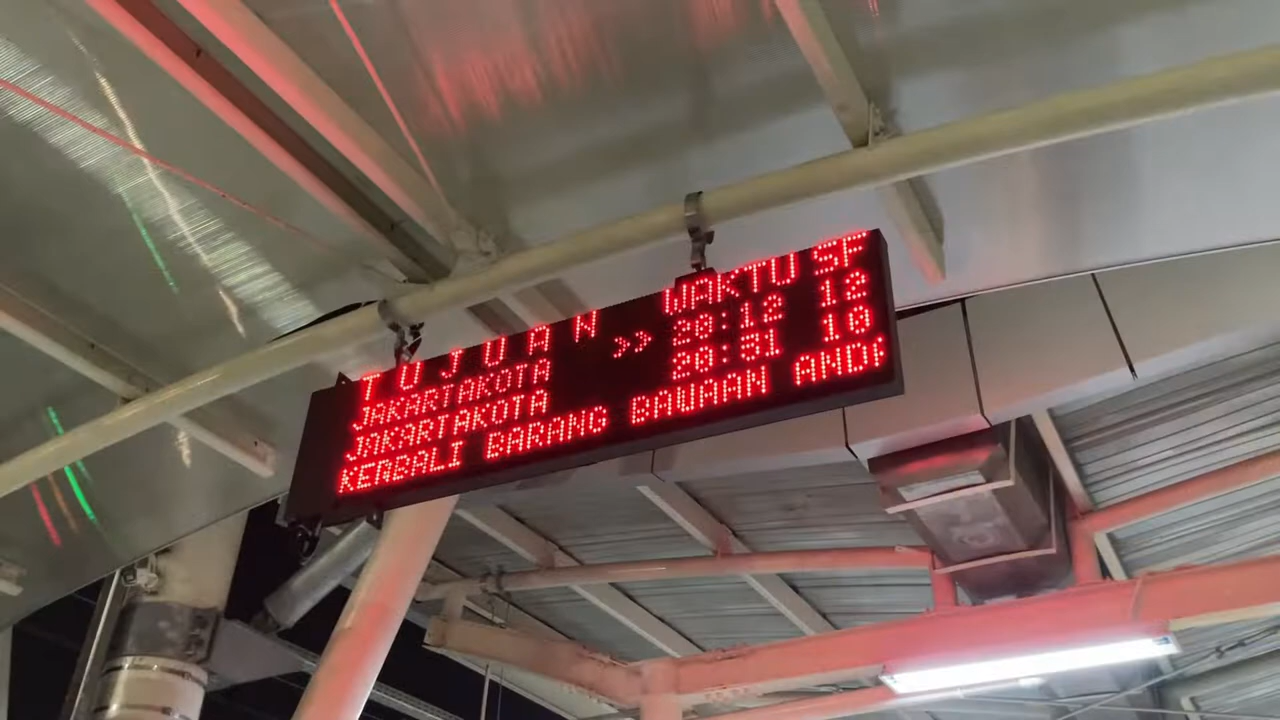 TUJUAN WAKTU SF
JAKARTAKOTA >> 20:12 12
JAKARTAKOTA 20:31 10
KEMBALI BARANG BAWAAN AND